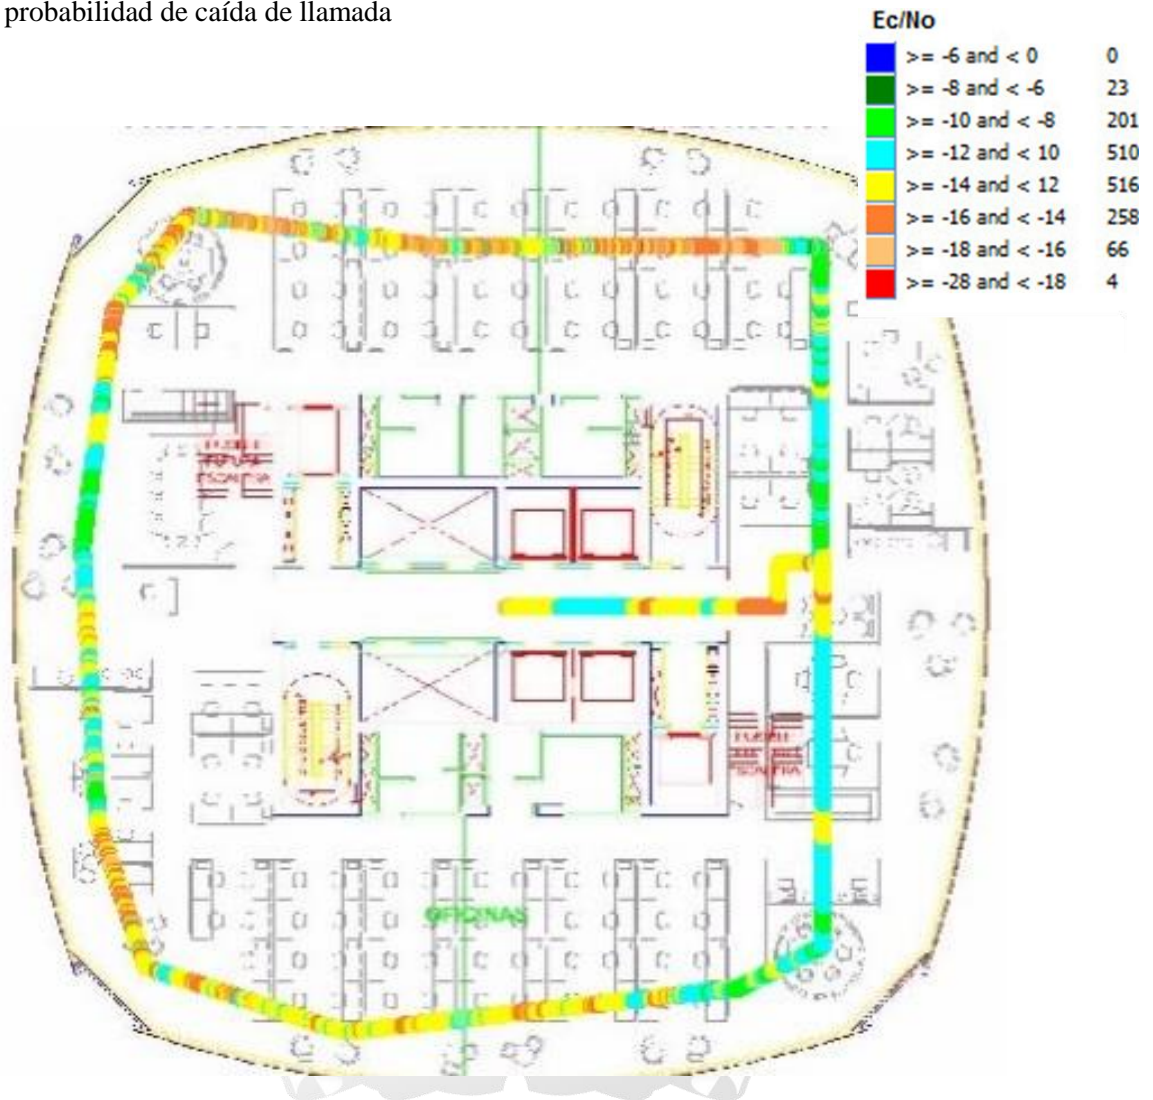 probabilidad de caída de llamada
Ec/No
>= -6 and < 0 0
>= -8 and < -6 23
>= -10 and < -8 201
>= -12 and < 10 510
>= -14 and < 12 516
>= -16 and < -14 258
>= -18 and < -16 66
>= -28 and < -18 4
OFICINAS